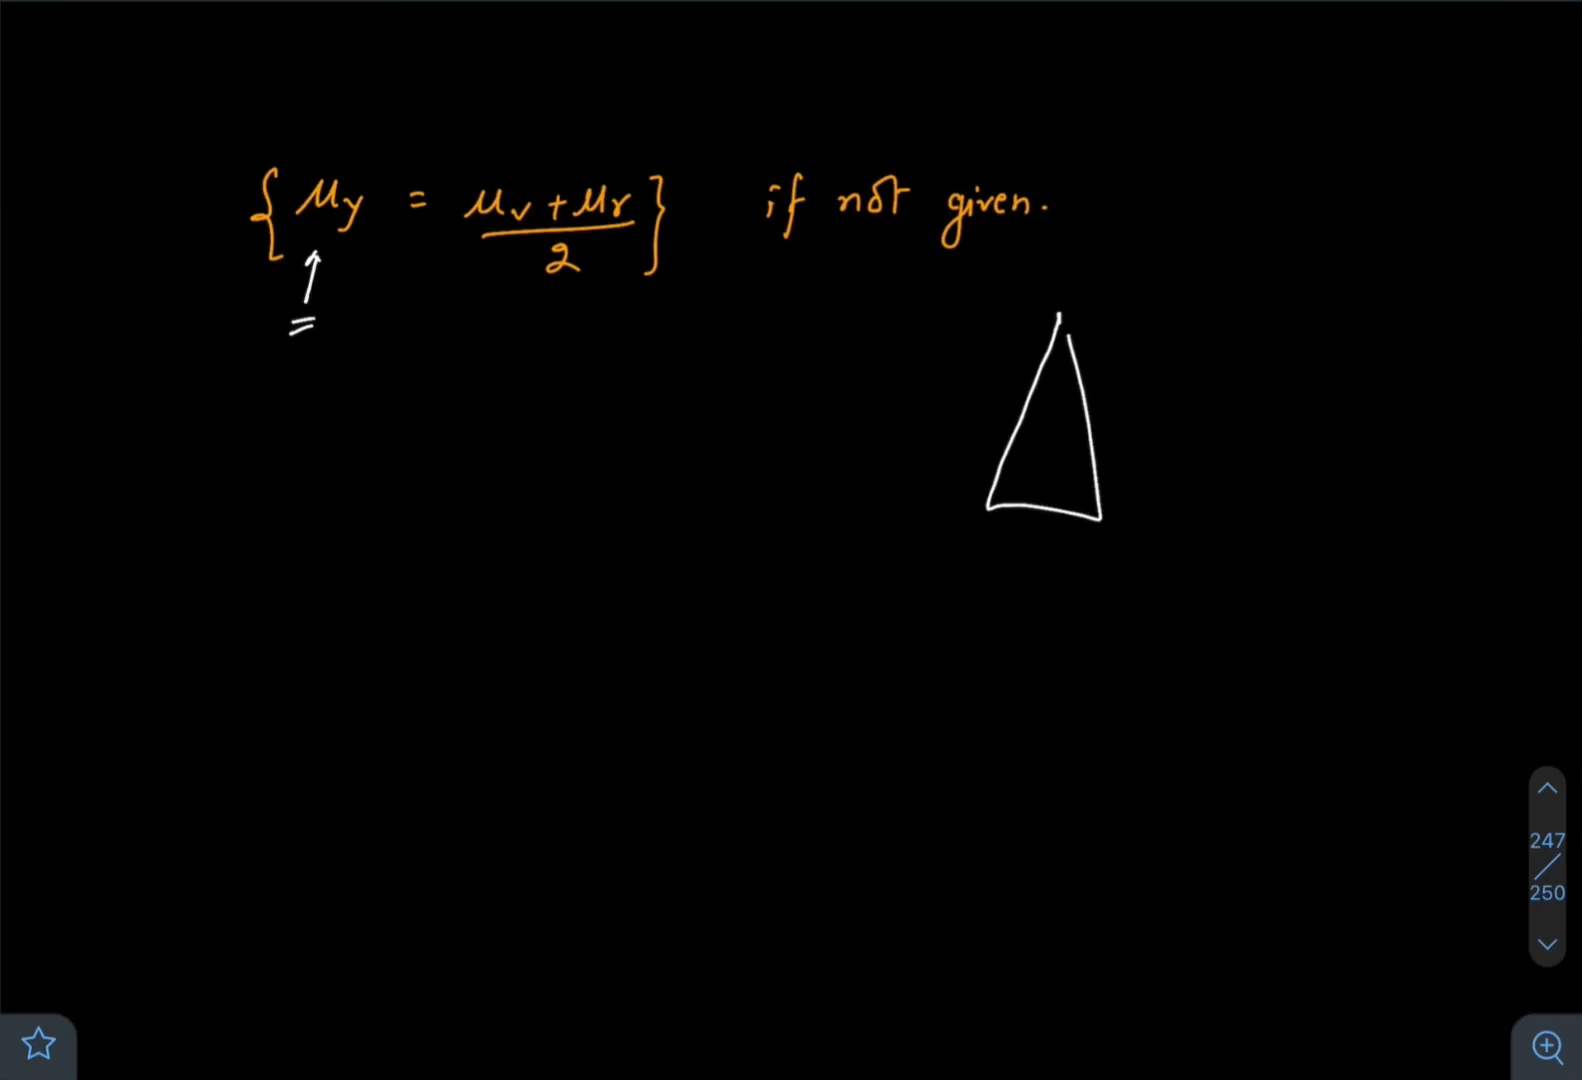 { μy = μv + μr / 2 } if not given.
247
/
250